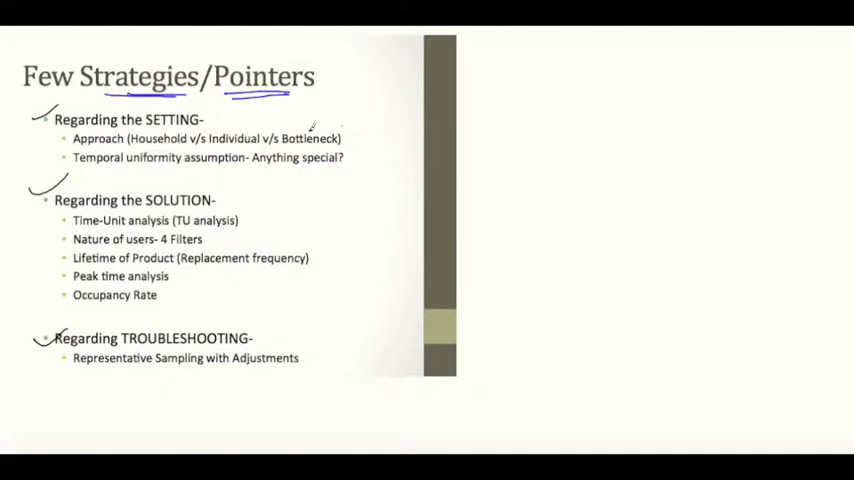 Few Strategies/Pointers
Regarding the SETTING-
Approach (Household v/s Individual v/s Bottleneck)
Temporal uniformity assumption- Anything special?
Regarding the SOLUTION-
Time-Unit analysis (TU analysis)
Nature of users- 4 Filters
Lifetime of Product (Replacement frequency)
Peak time analysis
Occupancy Rate
Regarding TROUBLESHOOTING-
Representative Sampling with Adjustments